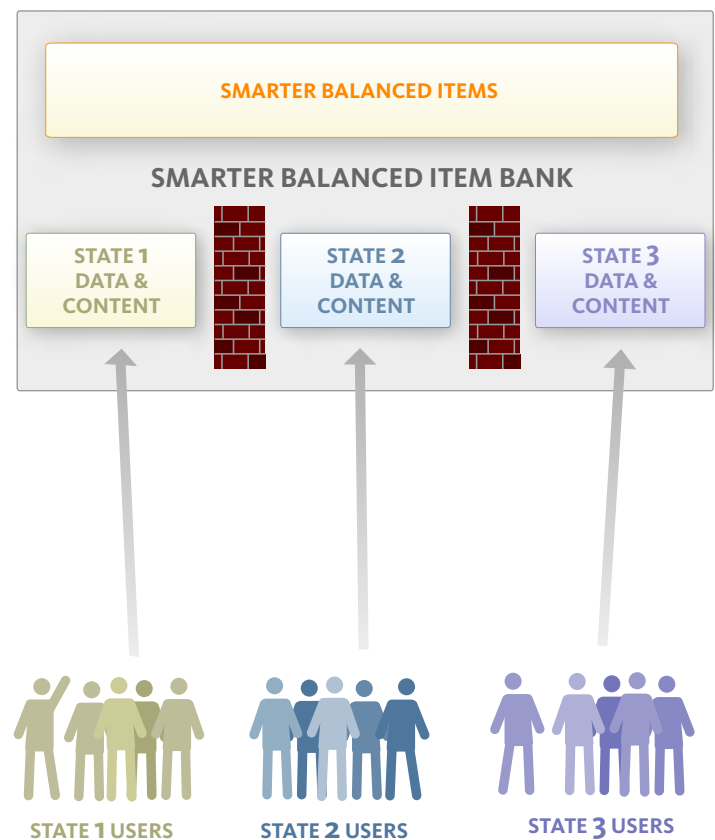 SMARTER BALANCED ITEMS
SMARTER BALANCED ITEM BANK
STATE 1
DATA &
CONTENT
STATE 2
DATA &
CONTENT
STATE 3
DATA &
CONTENT
STATE 1 USERS
STATE 2 USERS
STATE 3 USERS